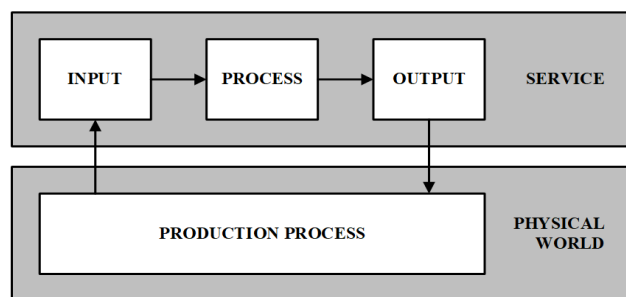 INPUT
PROCESS
OUTPUT
SERVICE
PRODUCTION PROCESS
PHYSICAL
WORLD